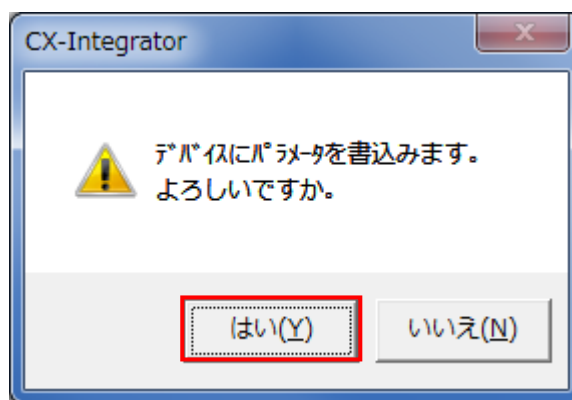 CX-Integrator
ﾃﾞﾊﾞｲｽにﾊﾟﾗﾒｰﾀを書込みます。
よろしいですか。
はい(Y)
いいえ(N)